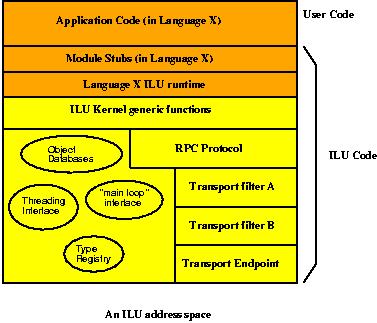 Application Code (in Language X)
User Code
Module Stubs (in Language X)
Language X ILU runtime
ILU Kernel generic functions
Object
Databases
RPC Protocol
ILU Code
Threading
Interface
"main loop"
interface
Transport filter A
Transport filter B
Type
Registry
Transport Endpoint
An ILU address space